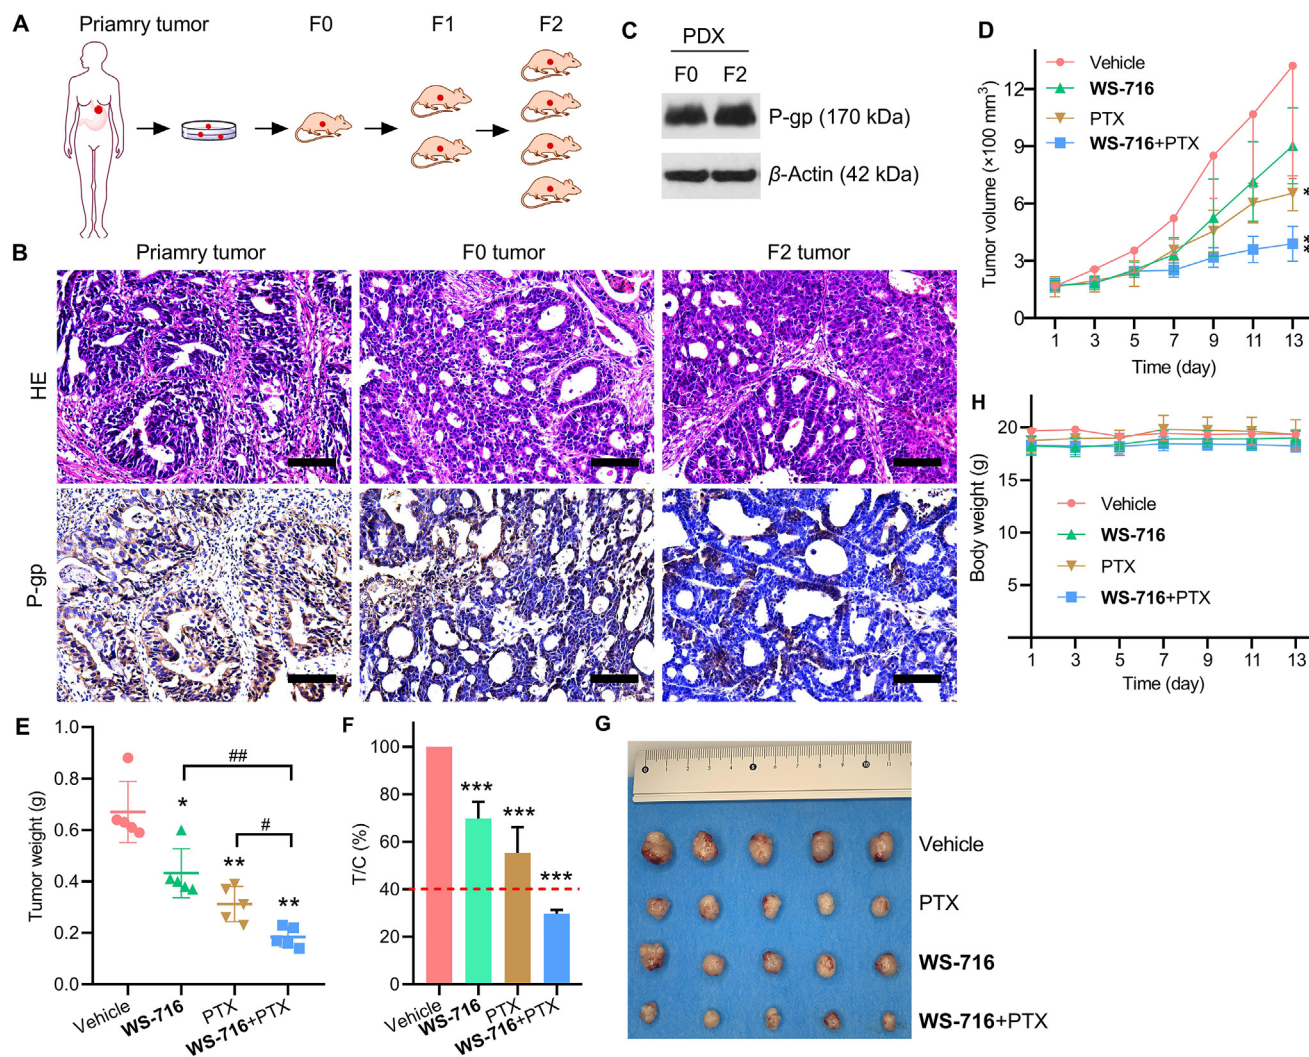 A
Priamry tumor
F0
F1
F2
C
PDX
F0
F2
P-gp (170 kDa)
β-Actin (42 kDa)
D
Vehicle
WS-716
PTX
WS-716+PTX
Tumor volume (×100 mm³)
12
9
6
3
0
*
**
1 3 5 7 9 11 13
Time (day)
B
Priamry tumor
F0 tumor
F2 tumor
HE
P-gp
H
Body weight (g)
20
15
10
5
Vehicle
WS-716
PTX
WS-716+PTX
1 3 5 7 9 11 13
Time (day)
E
Tumor weight (g)
1.0
0.8
0.6
0.4
0.2
0.0
##
#
*
**
**
Vehicle
WS-716
PTX
WS-716+PTX
F
T/C (%)
100
80
60
40
20
0
***
***
***
Vehicle
WS-716
PTX
WS-716+PTX
G
Vehicle
PTX
WS-716
WS-716+PTX